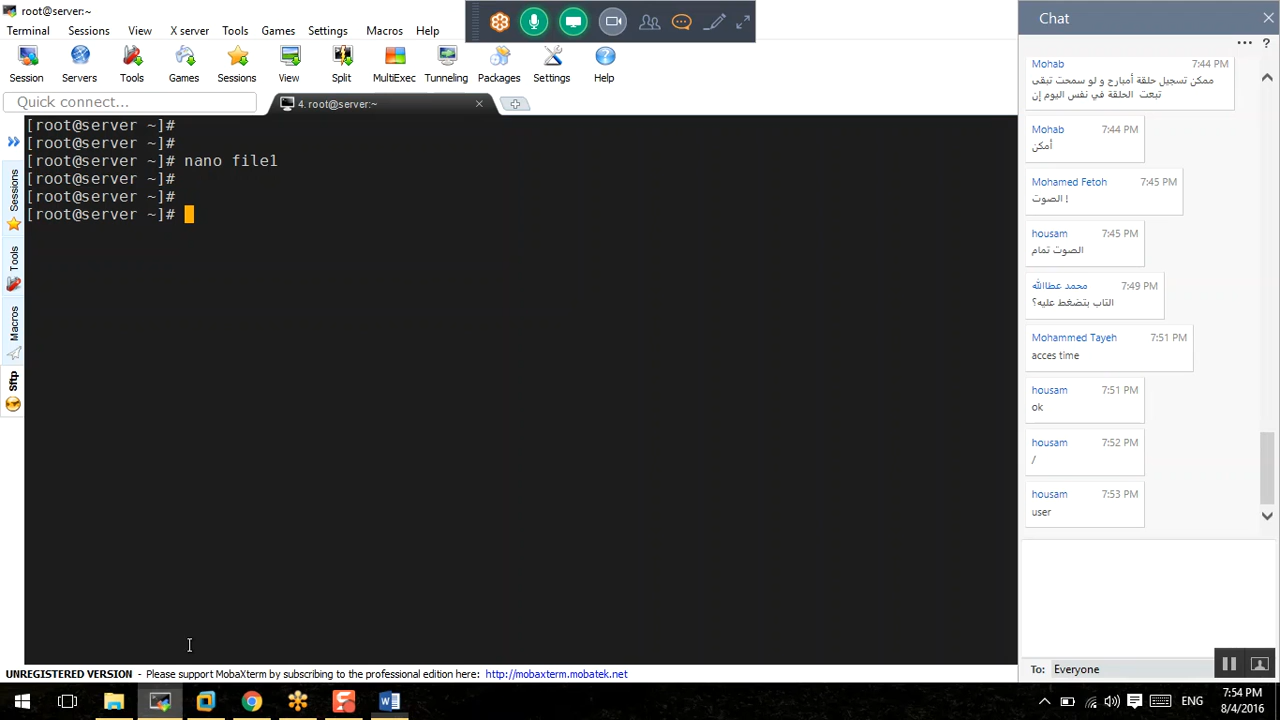 root@server:~
Terminal Sessions View X server Tools Games Settings Macros Help
Session Servers Tools Games Sessions View Split MultiExec Tunneling Packages Settings Help
Quick connect...
4. root@server:~
[root@server ~]#
[root@server ~]#
[root@server ~]# nano file1
[root@server ~]#
[root@server ~]#
[root@server ~]#
Sessions
Tools
Macros
Sftp
UNREGISTERED VERSION - Please support MobaXterm by subscribing to the professional edition here: http://mobaxterm.mobatek.net
Chat
Mohab 7:44 PM
ممكن تسجيل حلقة أمبارح و لو سمحت تبقى
تبعت الحلقة في نفس اليوم إن
Mohab 7:44 PM
أمكن
Mohamed Fetoh 7:45 PM
الصوت !
housam 7:45 PM
الصوت تمام
محمد عطاالله 7:49 PM
التاب بتضغط عليه؟
Mohammed Tayeh 7:51 PM
acces time
housam 7:51 PM
ok
housam 7:52 PM
/
housam 7:53 PM
user
To: Everyone
ENG
7:54 PM
8/4/2016